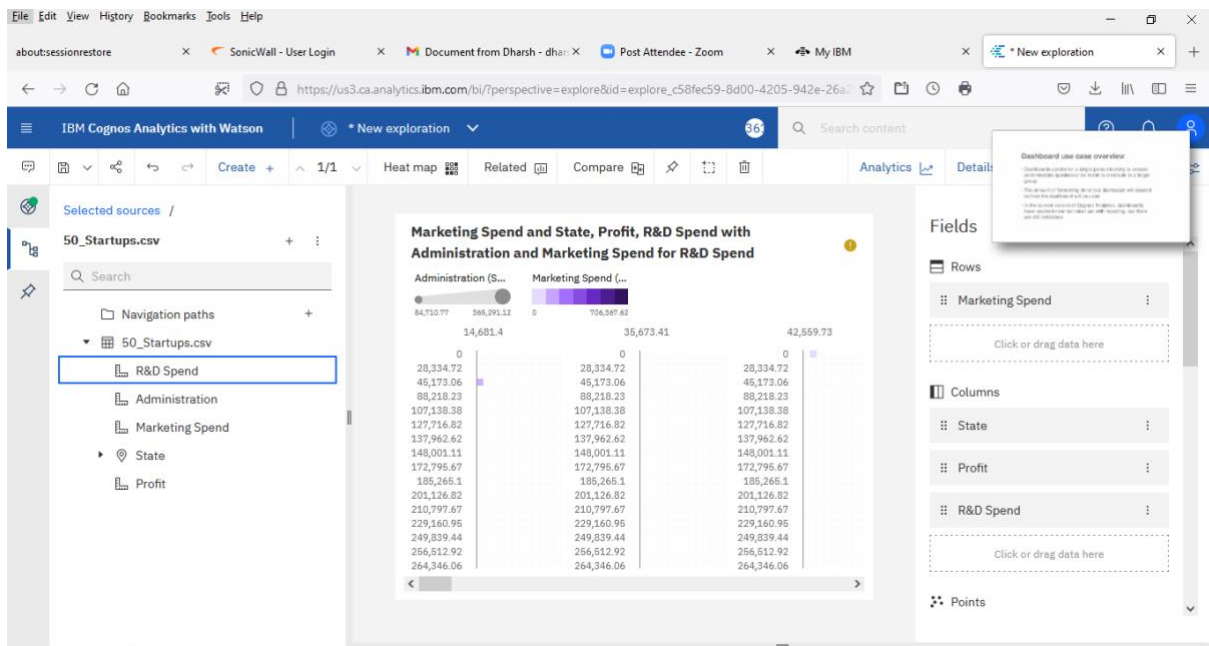 File Edit View History Bookmarks Tools Help
about:sessionrestore
SonicWall - User Login
Document from Dharsh - dhar
Post Attendee - Zoom
My IBM
* New exploration
https://us3.ca.analytics.ibm.com/bi/?perspective=explore&id=explore_c58fec59-8d00-4205-942e-26a2
IBM Cognos Analytics with Watson
* New exploration
Search content
Create +
1/1
Heat map
Related
Compare
Analytics
Details
Dashboard use case overview
Selected sources /
50_Startups.csv
Search
Navigation paths
50_Startups.csv
R&D Spend
Administration
Marketing Spend
State
Profit
Marketing Spend and State, Profit, R&D Spend with
Administration and Marketing Spend for R&D Spend
Administration (S... Marketing Spend (...
84,710.77 366,291.12 0 706,367.62
14,681.4 35,673.41 42,559.73
0 0 0
28,334.72 28,334.72 28,334.72
45,173.06 45,173.06 45,173.06
88,218.23 88,218.23 88,218.23
107,138.38 107,138.38 107,138.38
127,716.82 127,716.82 127,716.82
137,962.62 137,962.62 137,962.62
148,001.11 148,001.11 148,001.11
172,795.67 172,795.67 172,795.67
185,265.1 185,265.1 185,265.1
201,126.82 201,126.82 201,126.82
210,797.67 210,797.67 210,797.67
229,160.95 229,160.95 229,160.95
249,839.44 249,839.44 249,839.44
256,512.92 256,512.92 256,512.92
264,346.06 264,346.06 264,346.06
Fields
Rows
Marketing Spend
Click or drag data here
Columns
State
Profit
R&D Spend
Click or drag data here
Points